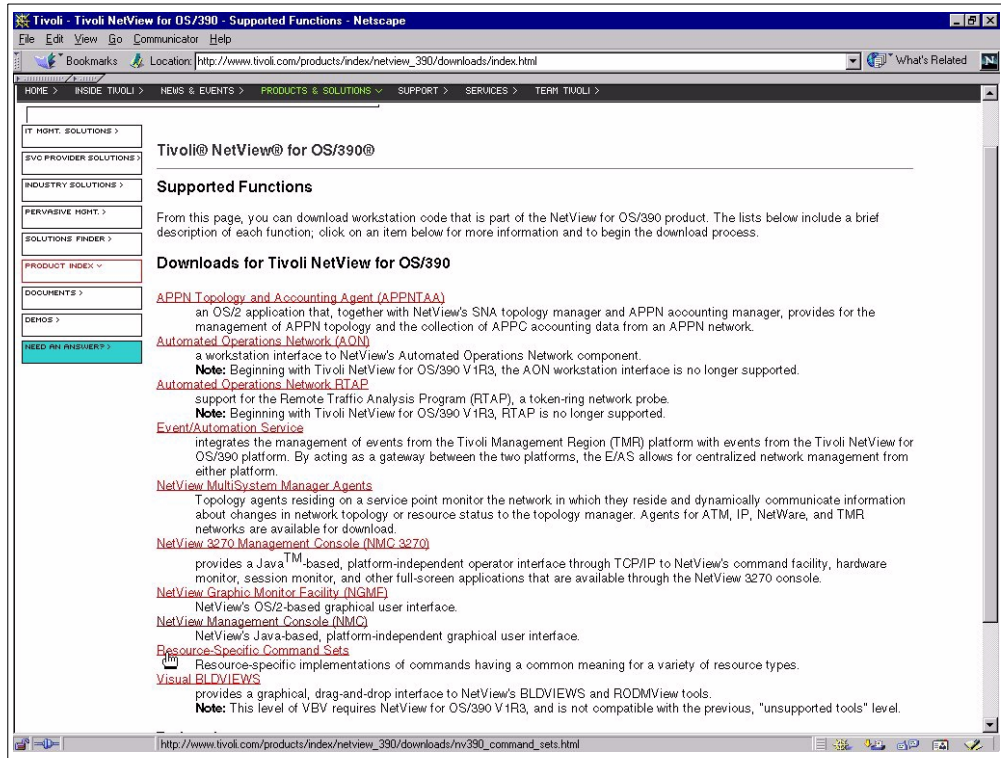 Tivoli - Tivoli NetView for OS/390 - Supported Functions - Netscape
File Edit View Go Communicator Help
Bookmarks Location: http://www.tivoli.com/products/index/netview_390/downloads/index.html What's Related
HOME > INSIDE TIVOLI > NEWS & EVENTS > PRODUCTS & SOLUTIONS SUPPORT > SERVICES > TEAM TIVOLI >
IT MGMT. SOLUTIONS >
SVC PROVIDER SOLUTIONS >
INDUSTRY SOLUTIONS >
PERVASIVE MGMT. >
SOLUTIONS FINDER >
PRODUCT INDEX
DOCUMENTS >
DEMOS >
NEED AN ANSWER? >
Tivoli® NetView® for OS/390®
Supported Functions
From this page, you can download workstation code that is part of the NetView for OS/390 product. The lists below include a brief
description of each function; click on an item below for more information and to begin the download process.
Downloads for Tivoli NetView for OS/390
APPN Topology and Accounting Agent (APPNTAA)
an OS/2 application that, together with NetView's SNA topology manager and APPN accounting manager, provides for the
management of APPN topology and the collection of APPC accounting data from an APPN network.
Automated Operations Network (AON)
a workstation interface to NetView's Automated Operations Network component.
Note: Beginning with Tivoli NetView for OS/390 V1R3, the AON workstation interface is no longer supported.
Automated Operations Network RTAP
support for the Remote Traffic Analysis Program (RTAP), a token-ring network probe.
Note: Beginning with Tivoli NetView for OS/390 V1R3, RTAP is no longer supported.
Event/Automation Service
integrates the management of events from the Tivoli Management Region (TMR) platform with events from the Tivoli NetView for
OS/390 platform. By acting as a gateway between the two platforms, the E/AS allows for centralized network management from
either platform.
NetView MultiSystem Manager Agents
Topology agents residing on a service point monitor the network in which they reside and dynamically communicate information
about changes in network topology or resource status to the topology manager. Agents for ATM, IP, NetWare, and TMR
networks are available for download.
NetView 3270 Management Console (NMC 3270)
provides a Java™-based, platform-independent operator interface through TCP/IP to NetView's command facility, hardware
monitor, session monitor, and other full-screen applications that are available through the NetView 3270 console.
NetView Graphic Monitor Facility (NGMF)
NetView's OS/2-based graphical user interface.
NetView Management Console (NMC)
NetView's Java-based, platform-independent graphical user interface.
Resource-Specific Command Sets
Resource-specific implementations of commands having a common meaning for a variety of resource types.
Visual BLDVIEWS
provides a graphical, drag-and-drop interface to NetView's BLDVIEWS and RODMView tools.
Note: This level of VBV requires NetView for OS/390 V1R3, and is not compatible with the previous, "unsupported tools" level.
http://www.tivoli.com/products/index/netview_390/downloads/nv390_command_sets.html